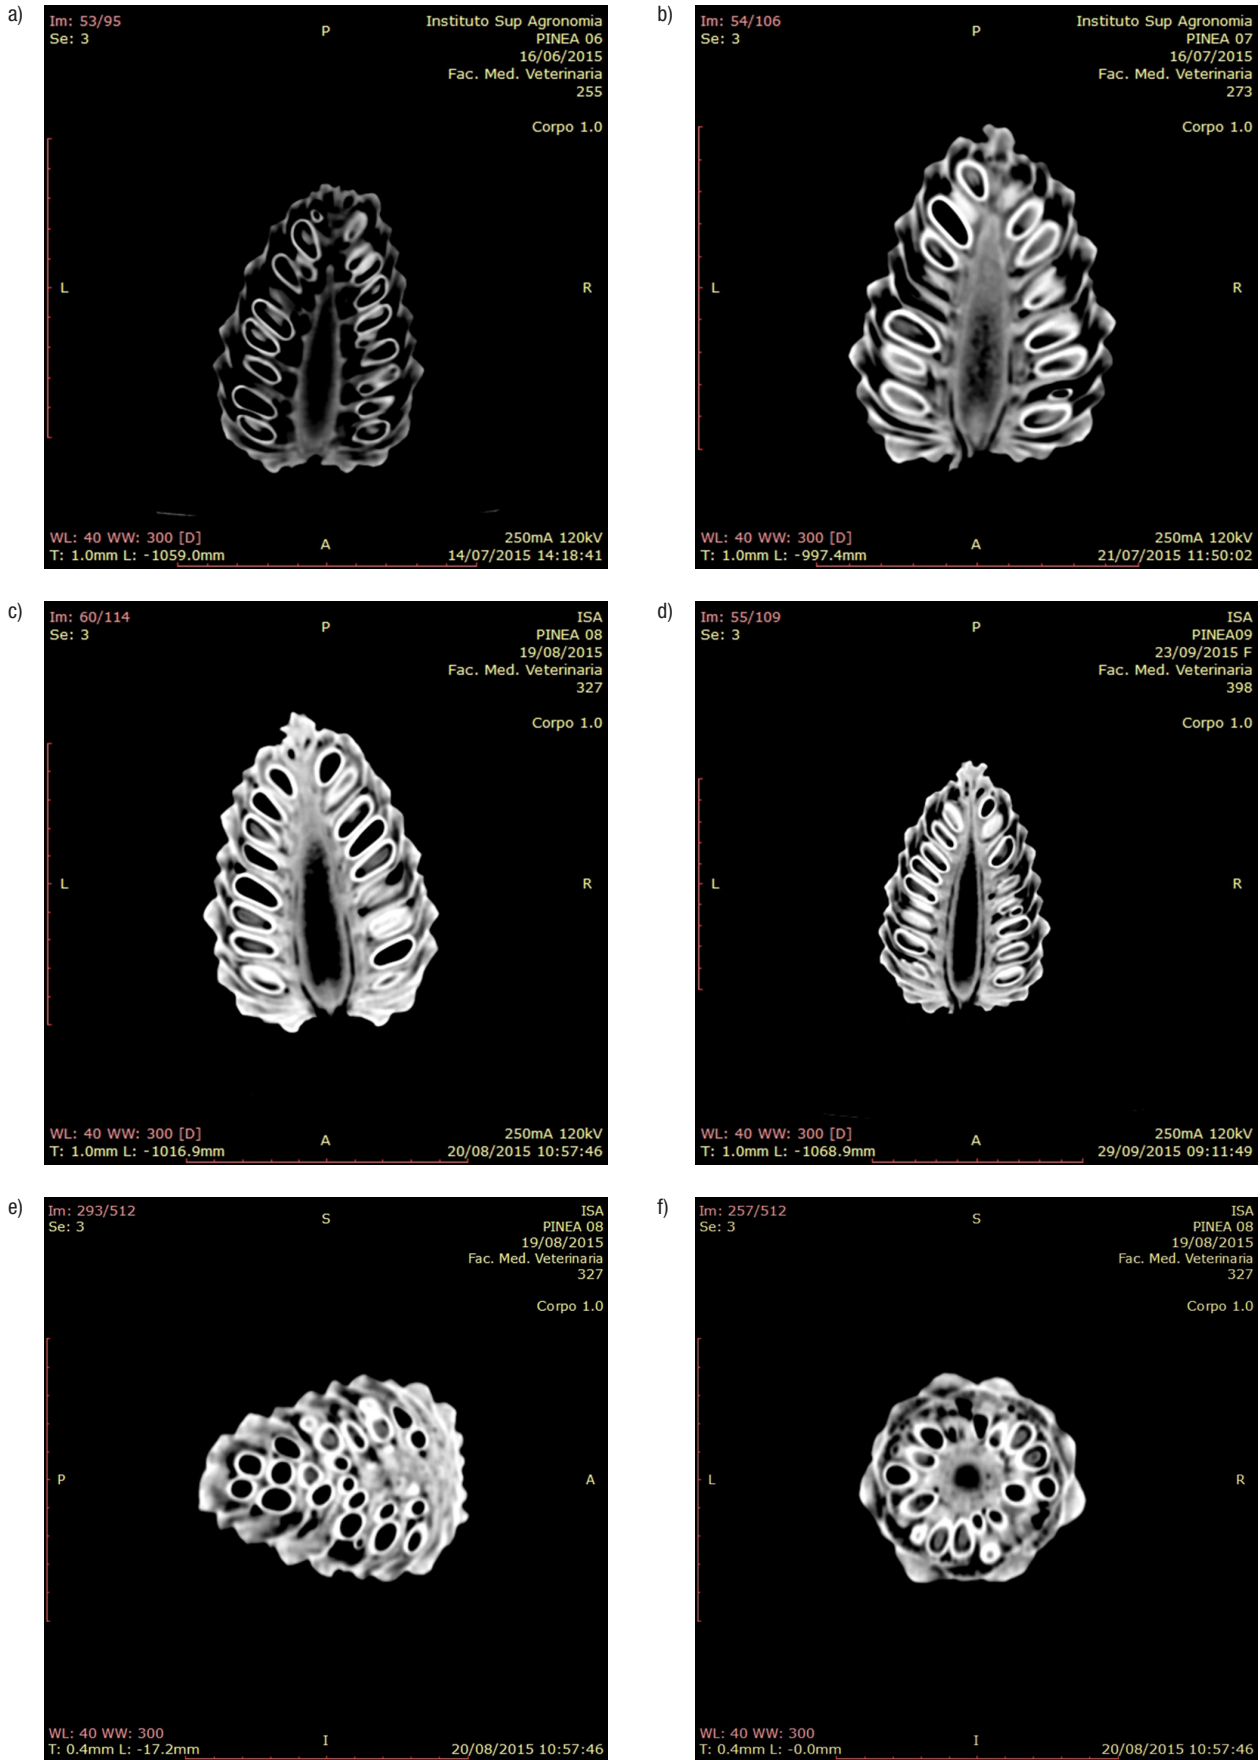 a)
Im: 53/95
Se: 3
P
Instituto Sup Agronomia
PINEA 06
16/06/2015
Fac. Med. Veterinaria
255
Corpo 1.0
L
R
WL: 40 WW: 300 [D]
T: 1.0mm L: -1059.0mm
A
250mA 120kV
14/07/2015 14:18:41
b)
Im: 54/106
Se: 3
P
Instituto Sup Agronomia
PINEA 07
16/07/2015
Fac. Med. Veterinaria
273
Corpo 1.0
L
R
WL: 40 WW: 300 [D]
T: 1.0mm L: -997.4mm
A
250mA 120kV
21/07/2015 11:50:02
c)
Im: 60/114
Se: 3
P
ISA
PINEA 08
19/08/2015
Fac. Med. Veterinaria
327
Corpo 1.0
L
R
WL: 40 WW: 300 [D]
T: 1.0mm L: -1016.9mm
A
250mA 120kV
20/08/2015 10:57:46
d)
Im: 55/109
Se: 3
P
ISA
PINEA09
23/09/2015 F
Fac. Med. Veterinaria
398
Corpo 1.0
L
R
WL: 40 WW: 300 [D]
T: 1.0mm L: -1068.9mm
A
250mA 120kV
29/09/2015 09:11:49
e)
Im: 293/512
Se: 3
S
ISA
PINEA 08
19/08/2015
Fac. Med. Veterinaria
327
Corpo 1.0
P
A
WL: 40 WW: 300
T: 0.4mm L: -17.2mm
I
20/08/2015 10:57:46
f)
Im: 257/512
Se: 3
S
ISA
PINEA 08
19/08/2015
Fac. Med. Veterinaria
327
Corpo 1.0
L
R
WL: 40 WW: 300
T: 0.4mm L: -0.0mm
I
20/08/2015 10:57:46